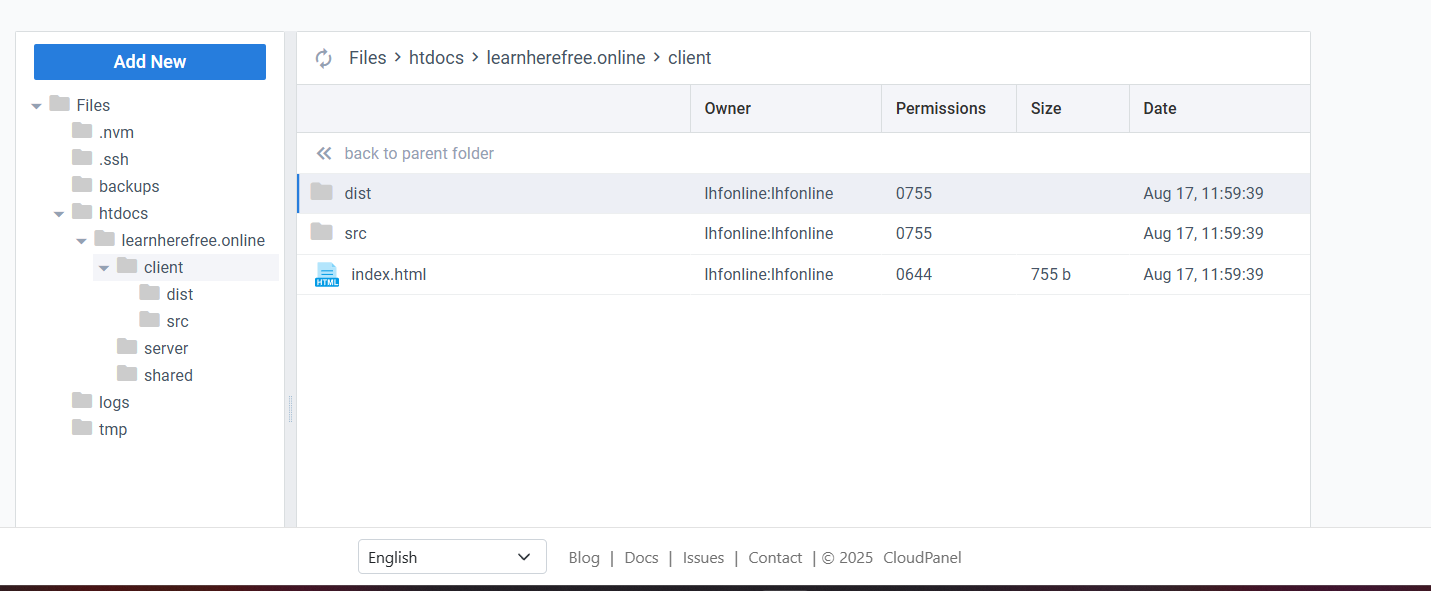 Add New
Files
.nvm
.ssh
backups
htdocs
learnherefree.online
client
dist
src
server
shared
logs
tmp
Files > htdocs > learnherefree.online > client
Owner Permissions Size Date
back to parent folder
dist lhfonline:lhfonline 0755 Aug 17, 11:59:39
src lhfonline:lhfonline 0755 Aug 17, 11:59:39
HTML index.html lhfonline:lhfonline 0644 755 b Aug 17, 11:59:39
English Blog | Docs | Issues | Contact | © 2025 CloudPanel